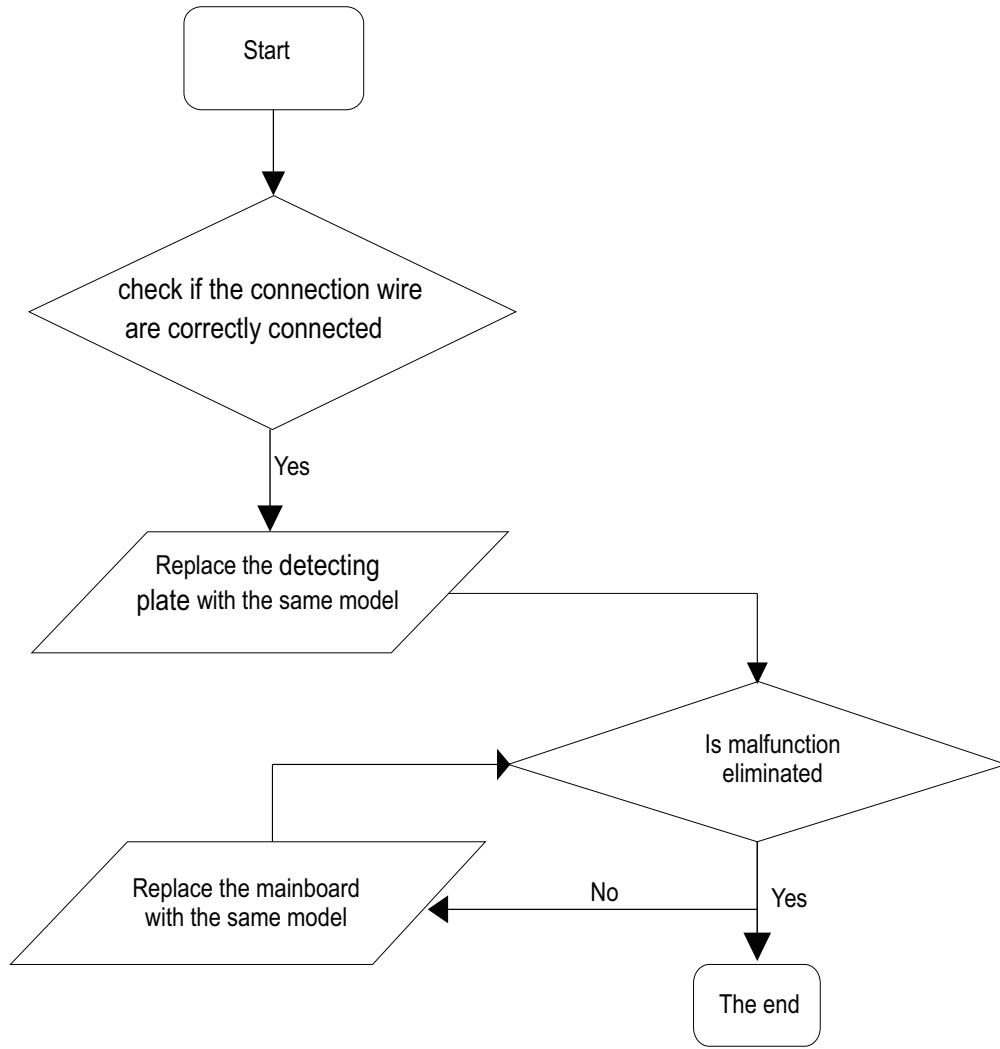 Start
check if the connection wire
are correctly connected
Yes
Replace the detecting
plate with the same model
Is malfunction
eliminated
Replace the mainboard
with the same model
No
Yes
The end